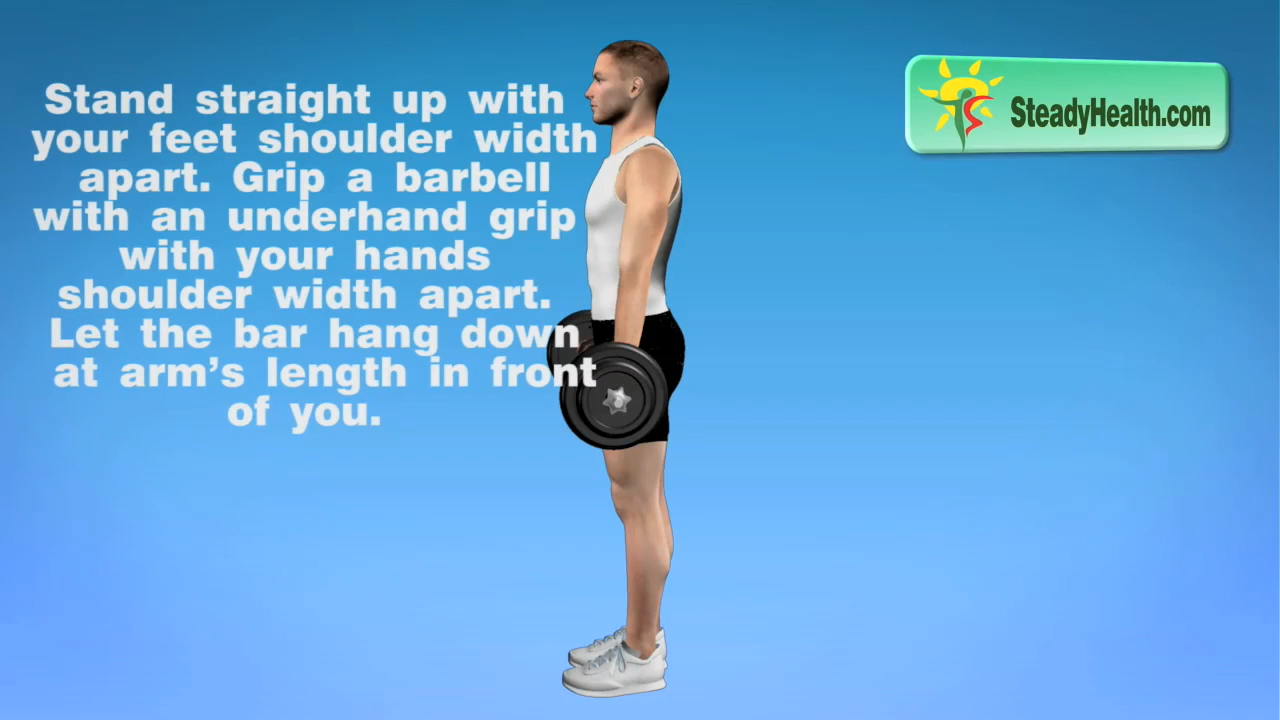 Stand straight up with
your feet shoulder width
apart. Grip a barbell
with an underhand grip
with your hands
shoulder width apart.
Let the bar hang down
at arm's length in front
of you.
SteadyHealth.com